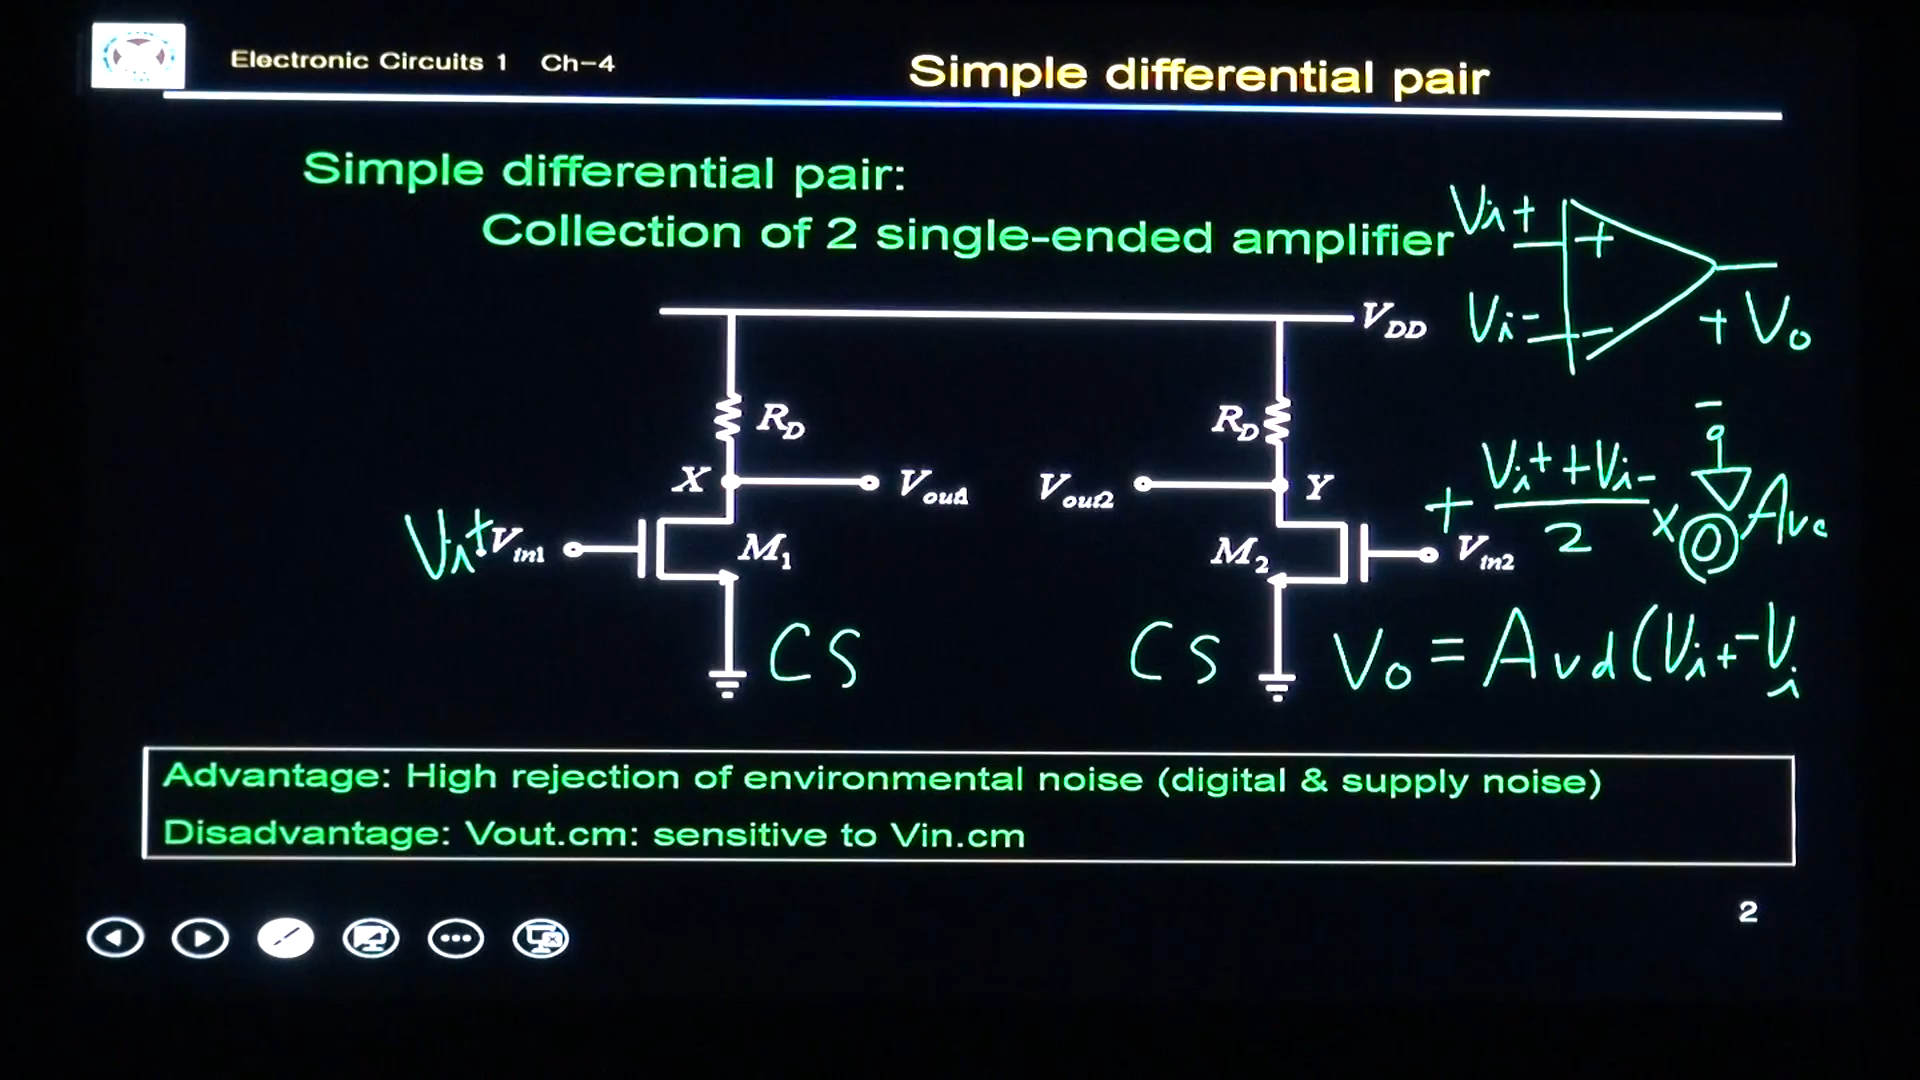 Electronic Circuits 1 Ch-4
Simple differential pair
Simple differential pair:
Collection of 2 single-ended amplifier
Vi+
+
Vi-
-
+ Vo
-
VDD
RD
RD
X
Vout1
Vout2
Y
Vi+
Vin1
M1
M2
Vin2
+ Vi+ + Vi-
2
×
0
CS
CS
Vo = Avd(Vi+ - Vi
Advantage: High rejection of environmental noise (digital & supply noise)
Disadvantage: Vout.cm: sensitive to Vin.cm
2